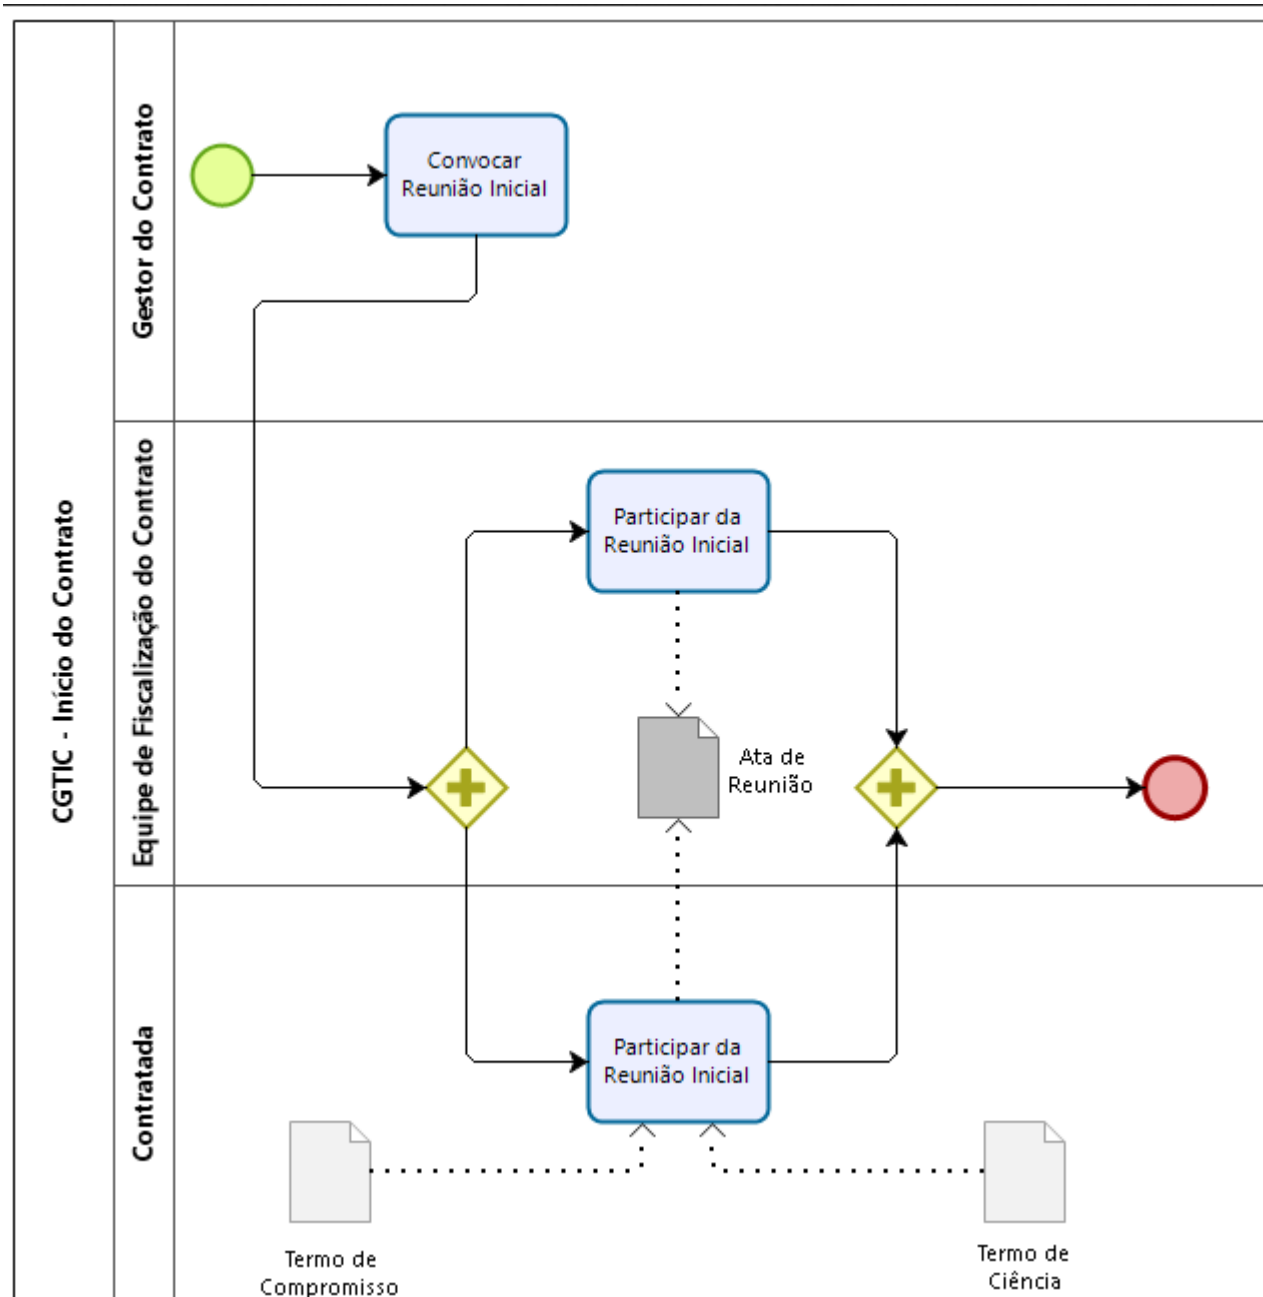 CGTIC - Início do Contrato
Gestor do Contrato
Convocar
Reunião Inicial
Equipe de Fiscalização do Contrato
Participar da
Reunião Inicial
Ata de
Reunião
Contratada
Participar da
Reunião Inicial
Termo de
Compromisso
Termo de
Ciência